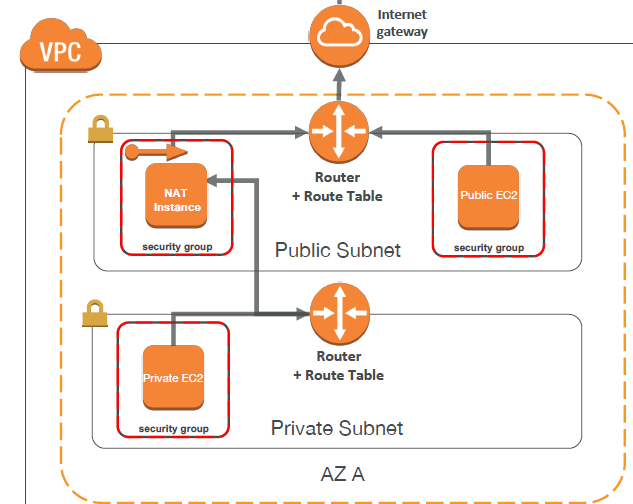 Internet
gateway
VPC
Router
+ Route Table
NAT
Instance
Public EC2
security group
Public Subnet
security group
Router
+ Route Table
Private EC2
security group
Private Subnet
AZ A